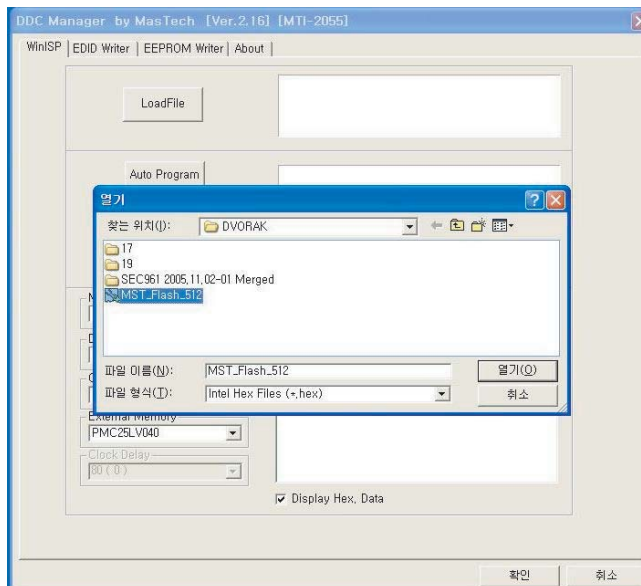 DDC Manager by MasTech [Ver.2.16] [MTI-2055]
WinISP | EDID Writer | EEPROM Writer | About |
LoadFile
Auto Program
열기
찾는 위치(I): DVORAK
17
19
SEC961 2005,11,02-01 Merged
MST_Flash_512
파일 이름(N): MST_Flash_512 열기(O)
파일 형식(T): Intel Hex Files (*,hex) 취소
External Memory
PMC25LV040
Clock Delay
80 ( 0 )
Display Hex, Data
확인 취소